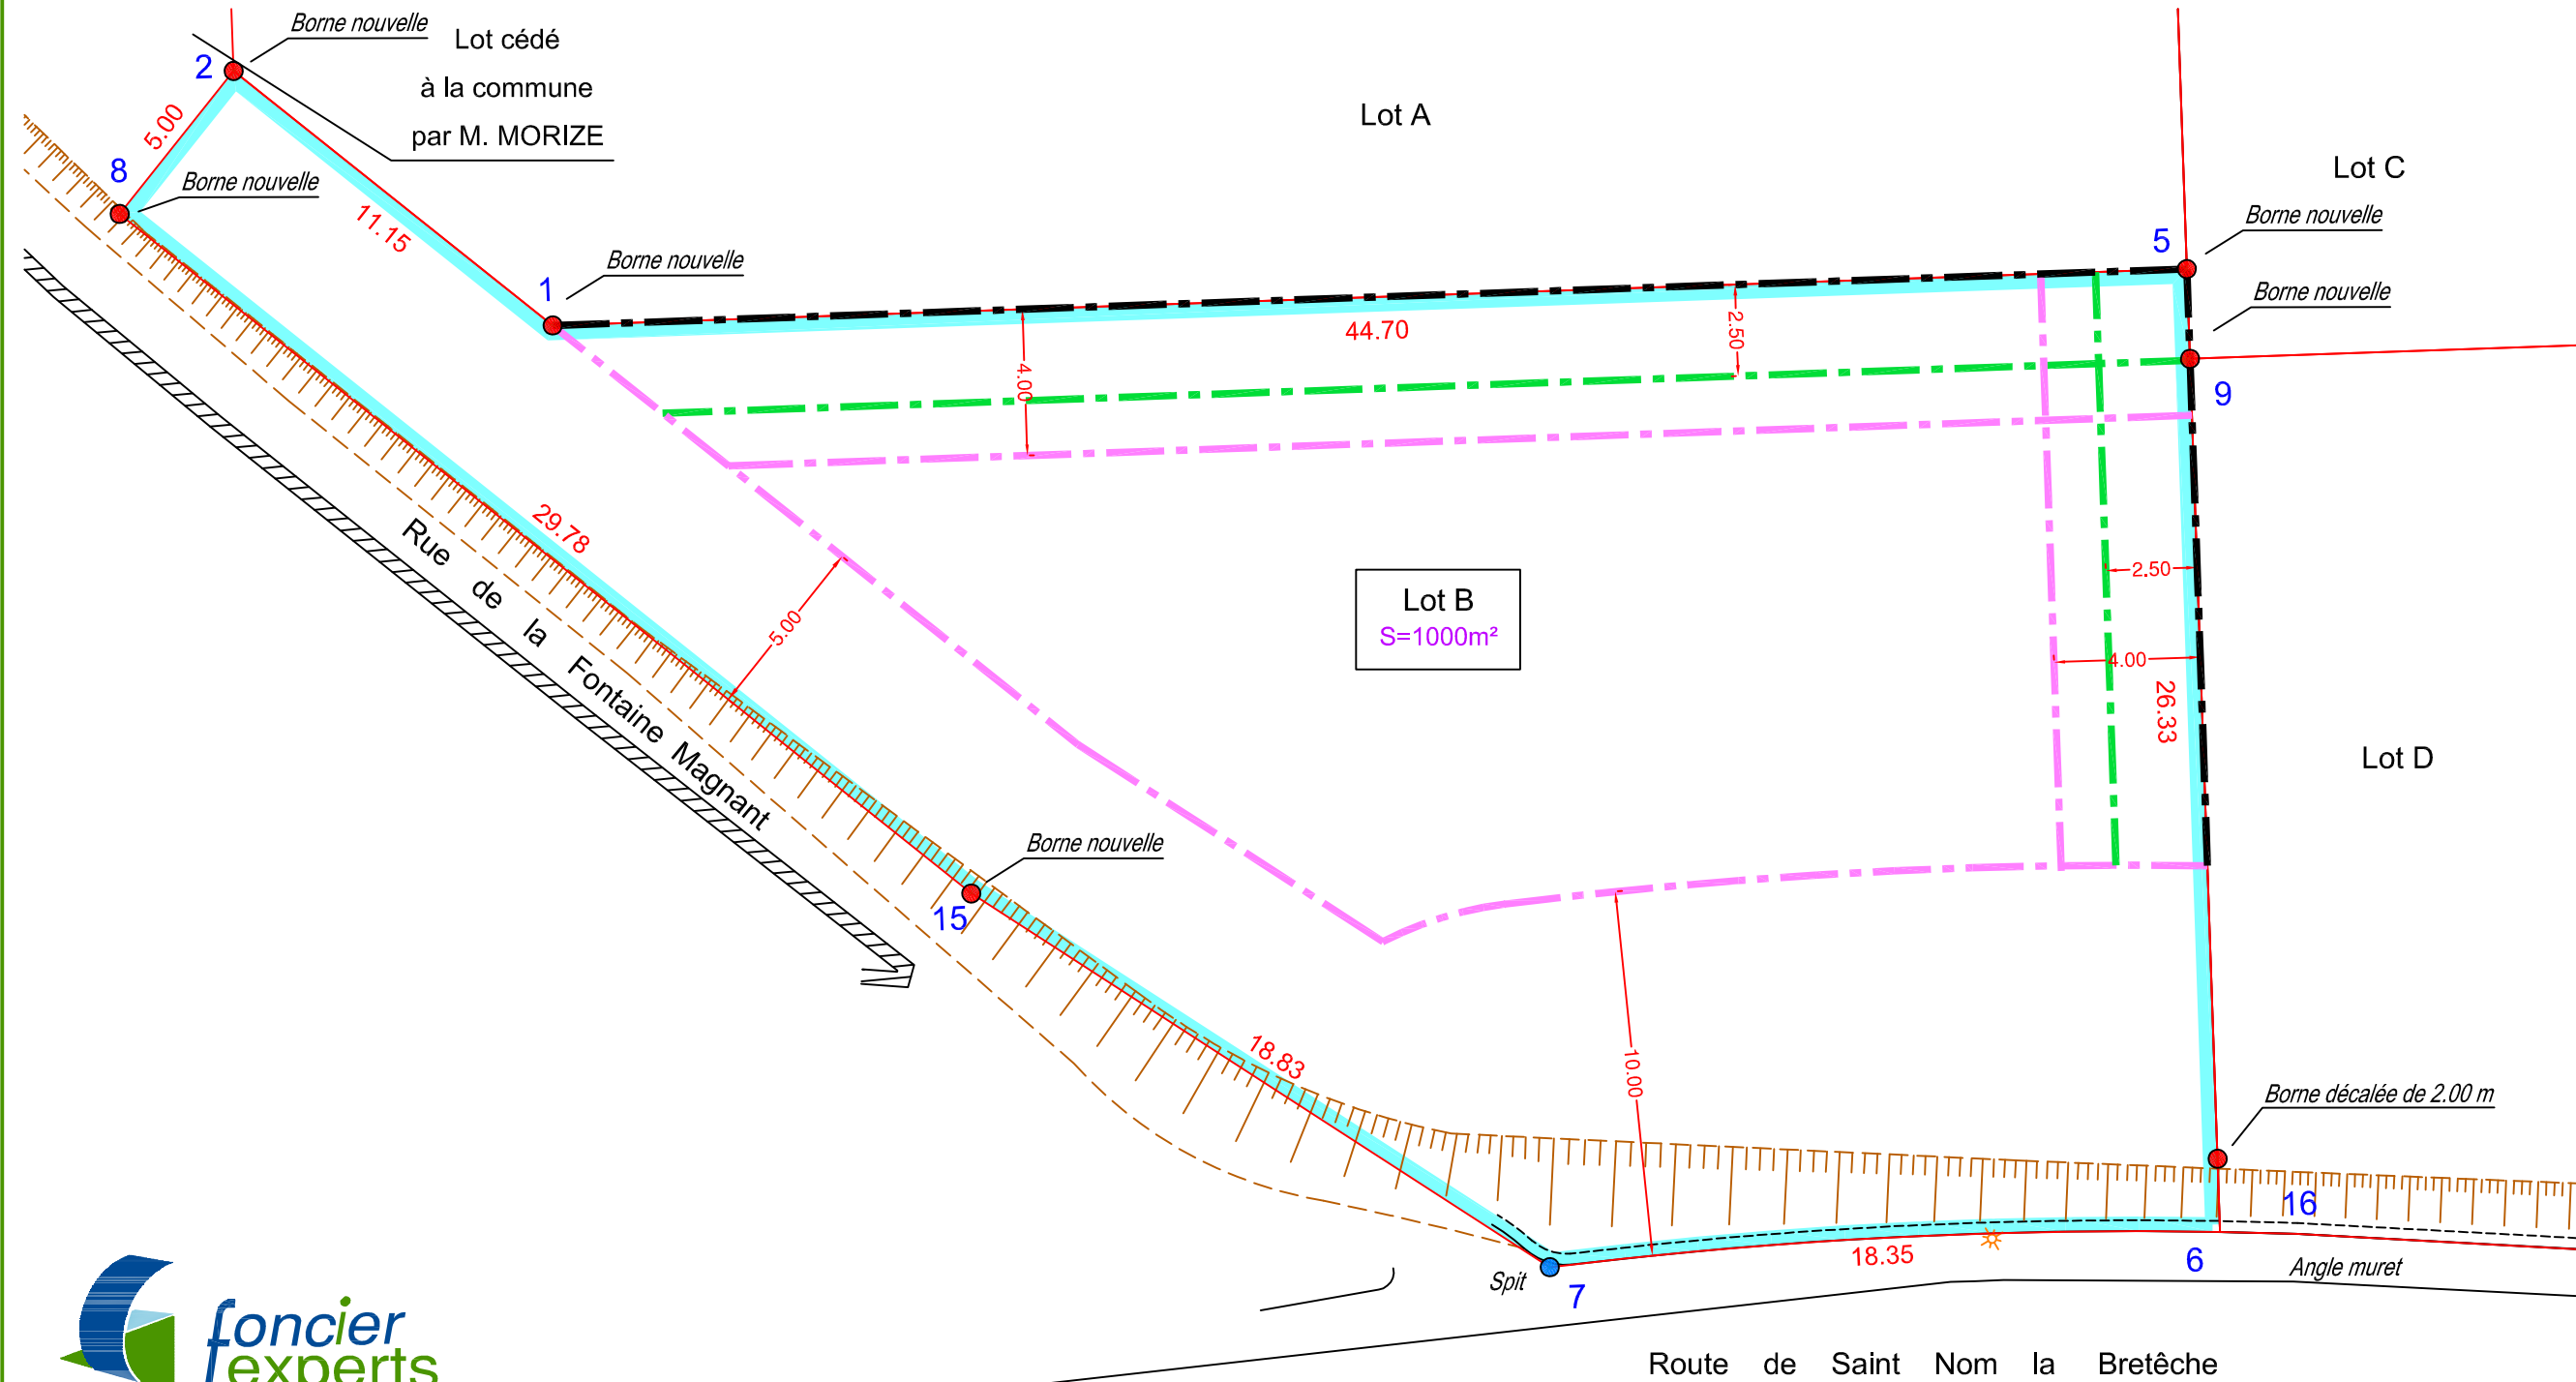 Borne nouvelle
Lot cédé
à la commune
par M. MORIZE
2
5.00
8
Borne nouvelle
11.15
Lot A
Lot C
Borne nouvelle
5
Borne nouvelle
9
1
Borne nouvelle
44.70
2.50
4.00
29.78
Rue de la Fontaine Magnant
5.00
Lot B
S=1000m²
2.50
4.00
26.33
Lot D
Borne nouvelle
15
18.83
10.00
Borne décalée de 2.00 m
16
18.35
6
Angle muret
Spit
7
foncier
experts
Route de Saint Nom la Bretêche